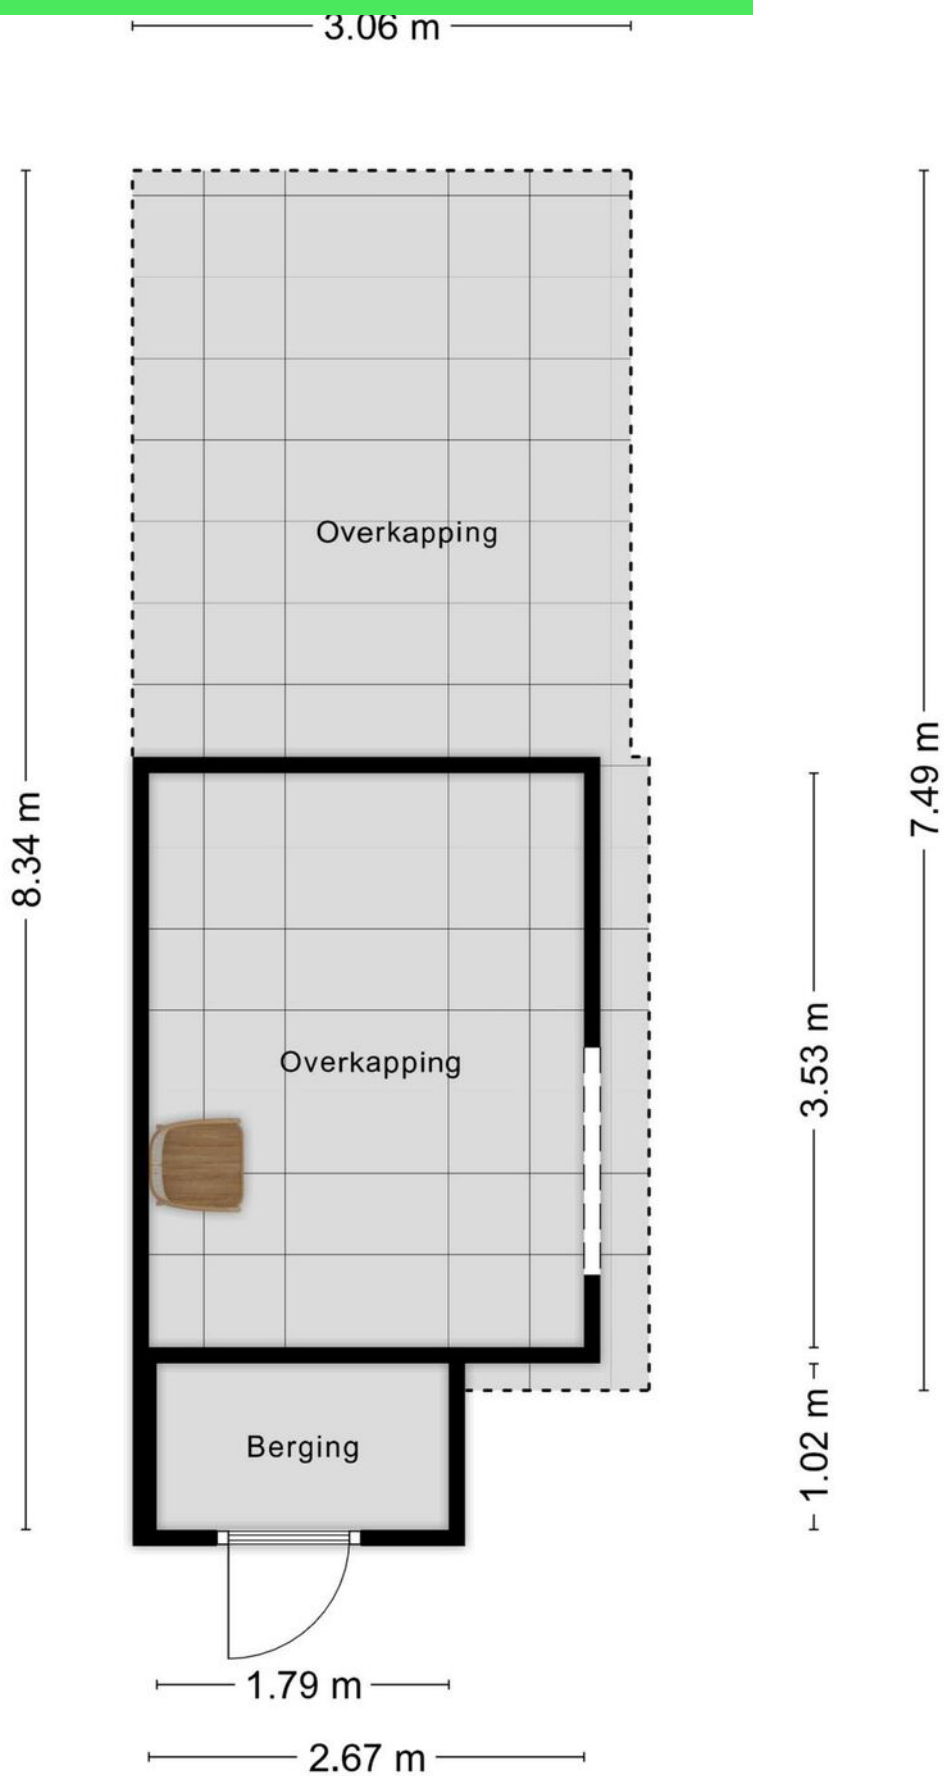 3.06 m
Overkapping
7.49 m
8.34 m
3.53 m
Overkapping
1.02 m
Berging
1.79 m
2.67 m